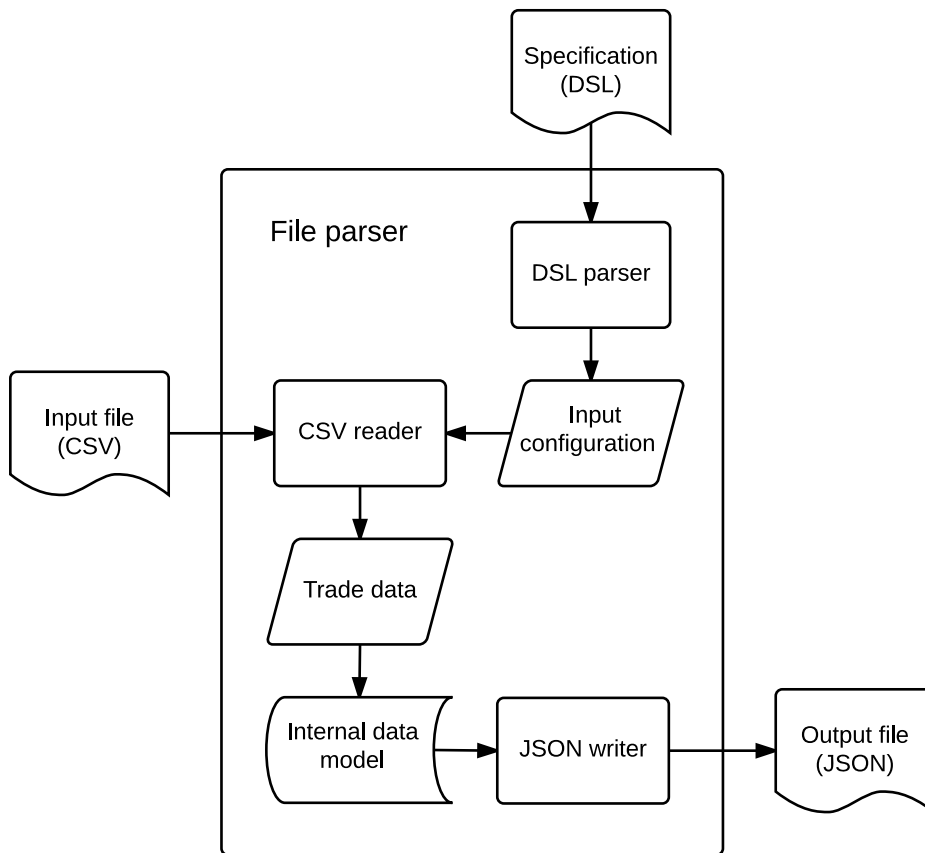 Specification
(DSL)
File parser
DSL parser
Input file
(CSV)
CSV reader
Input
configuration
Trade data
Internal data
model
JSON writer
Output file
(JSON)